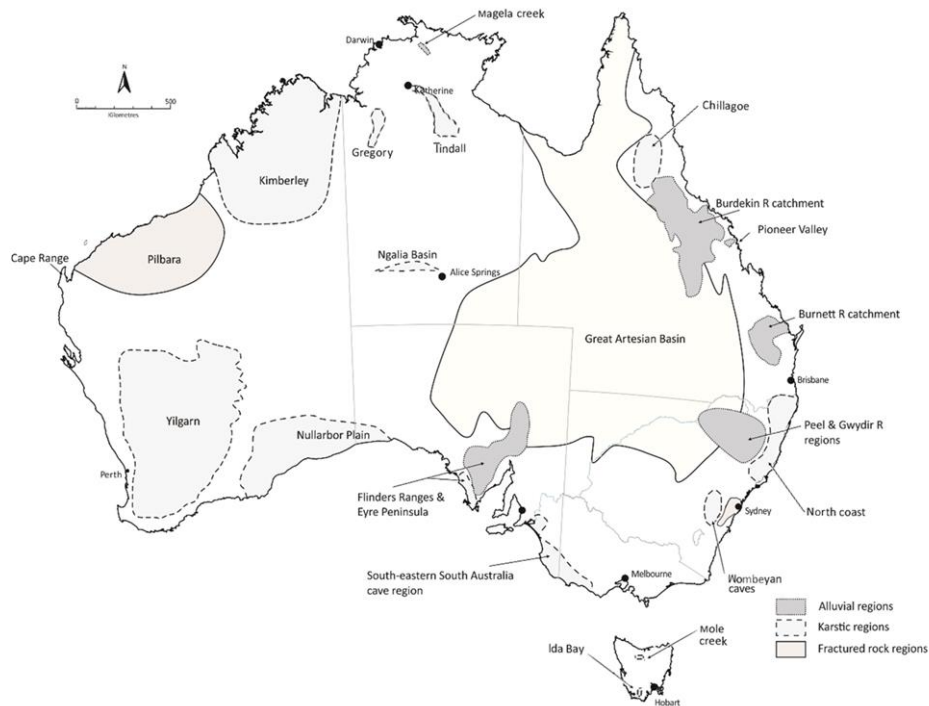 Magela creek
Darwin
N
0
500
Kilometres
Katherine
Chillagoe
Gregory
Tindall
Kimberley
Burdekin R catchment
Pioneer Valley
Pilbara
Cape Range
Ngalia Basin
Alice Springs
Burnett R catchment
Great Artesian Basin
Brisbane
Yilgarn
Nullarbor Plain
Peel & Gwydir R
regions
Perth
Flinders Ranges &
Eyre Peninsula
Sydney
North coast
South-eastern South Australia
cave region
Melbourne
Wombeyan
caves
Alluvial regions
Karstic regions
Fractured rock regions
Mole
creek
Ida Bay
Hobart